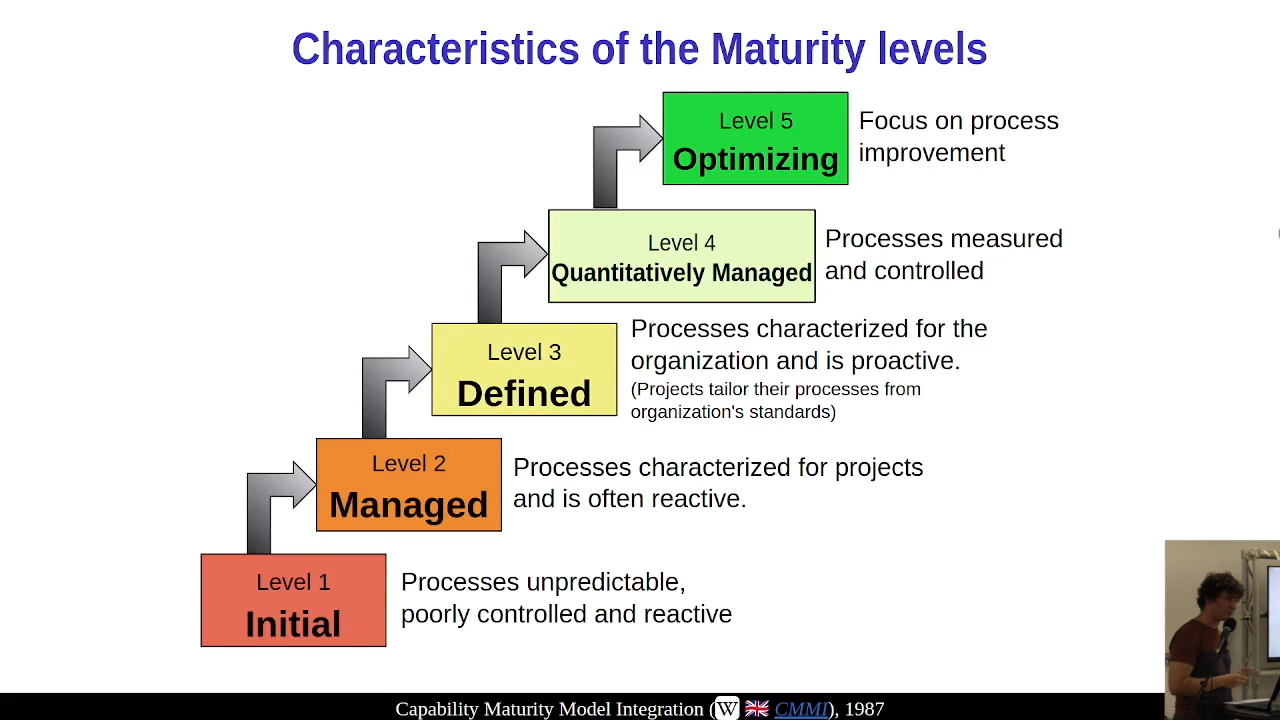 Characteristics of the Maturity levels
Level 5
Optimizing
Focus on process
improvement
Level 4
Quantitatively Managed
Processes measured
and controlled
Level 3
Defined
Processes characterized for the
organization and is proactive.
(Projects tailor their processes from
organization's standards)
Level 2
Managed
Processes characterized for projects
and is often reactive.
Level 1
Initial
Processes unpredictable,
poorly controlled and reactive
Capability Maturity Model Integration (W CMMI), 1987